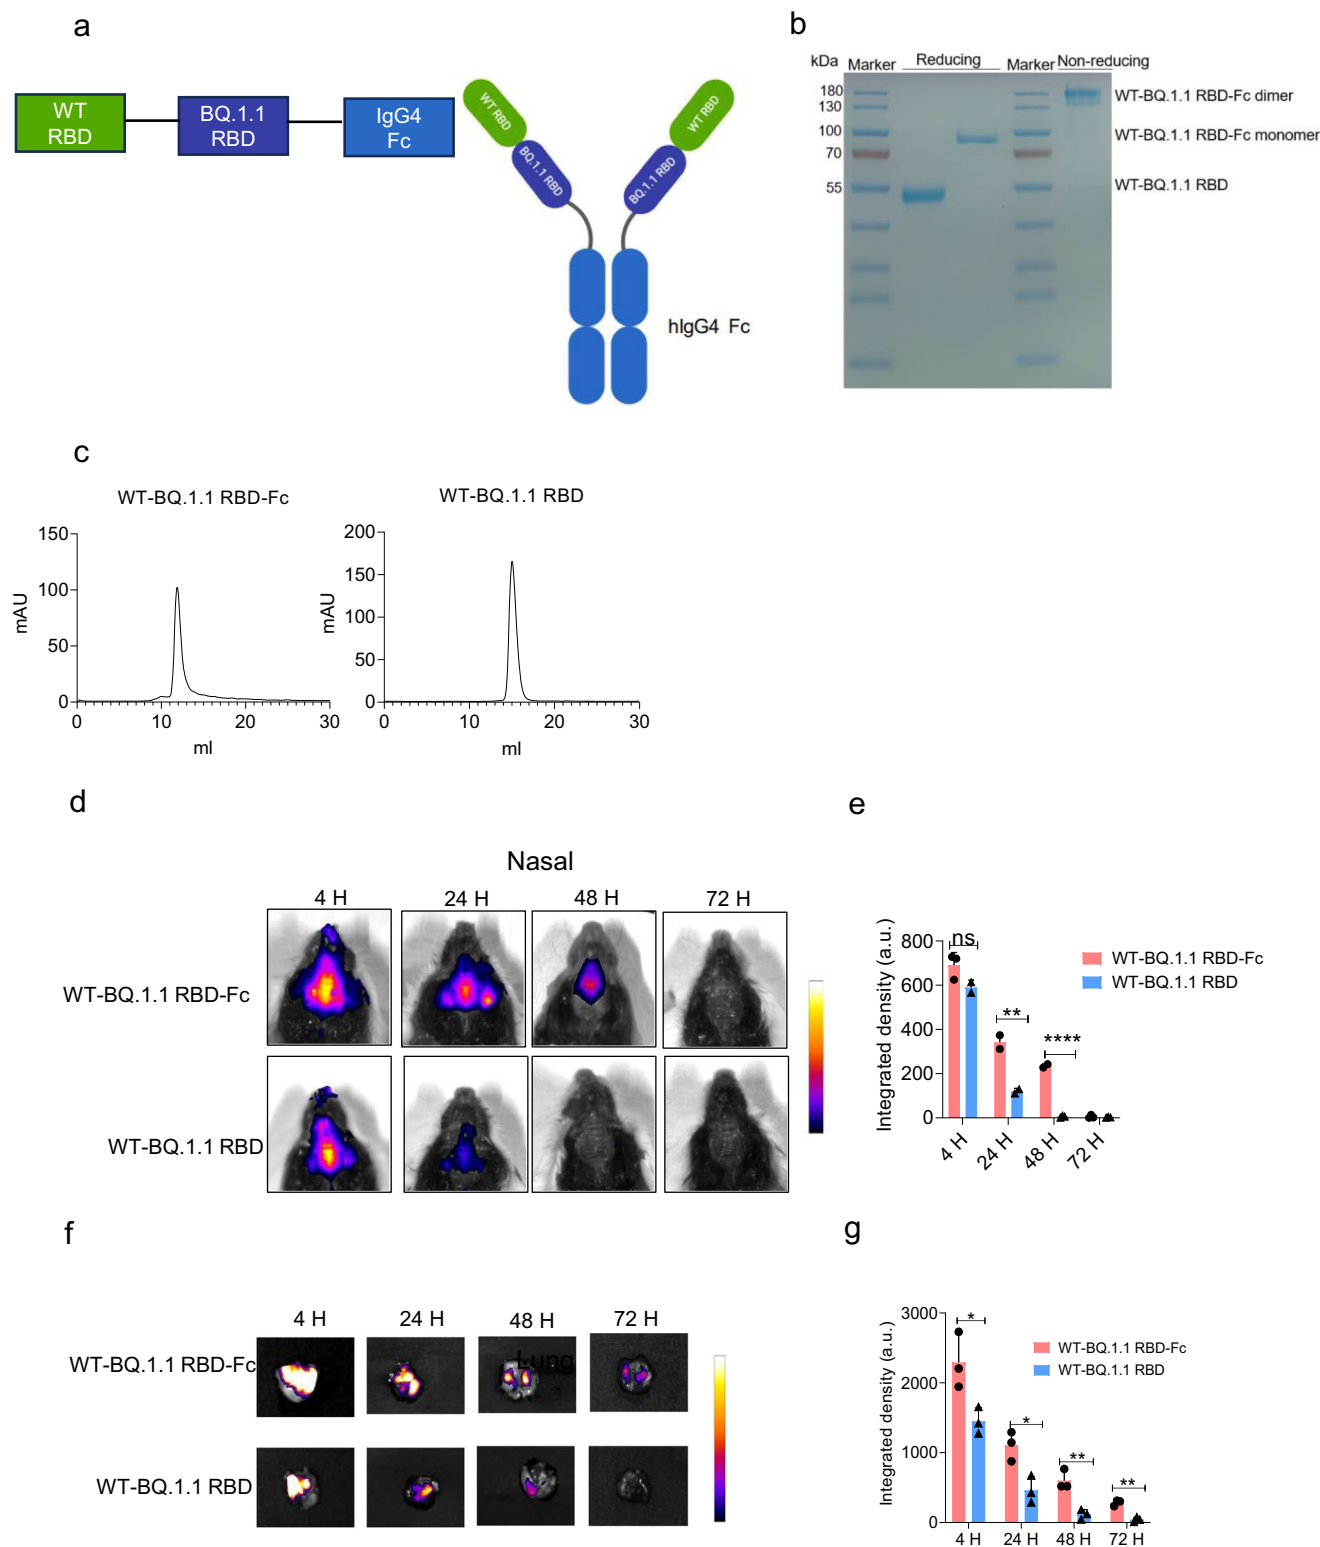 a
WT
RBD
BQ.1.1
RBD
IgG4
Fc
WT RBD
BQ.1.1 RBD
WT RBD
BQ.1.1 RBD
hIgG4 Fc
b
kDa Marker Reducing Marker Non-reducing
180
130
100
70
55
WT-BQ.1.1 RBD-Fc dimer
WT-BQ.1.1 RBD-Fc monomer
WT-BQ.1.1 RBD
c
WT-BQ.1.1 RBD-Fc
mAU
150
100
50
0
0 10 20 30
ml
WT-BQ.1.1 RBD
mAU
200
150
100
50
0
0 10 20 30
ml
d
Nasal
4 H 24 H 48 H 72 H
WT-BQ.1.1 RBD-Fc
WT-BQ.1.1 RBD
e
Integrated density (a.u.)
800
600
400
200
0
ns
**
****
WT-BQ.1.1 RBD-Fc
WT-BQ.1.1 RBD
4 H 24 H 48 H 72 H
f
4 H 24 H 48 H 72 H
Lung
WT-BQ.1.1 RBD-Fc
WT-BQ.1.1 RBD
g
Integrated density (a.u.)
3000
2000
1000
0
*
*
**
**
WT-BQ.1.1 RBD-Fc
WT-BQ.1.1 RBD
4 H 24 H 48 H 72 H